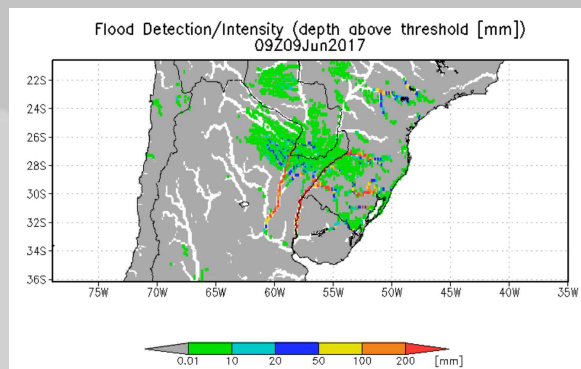 Flood Detection/Intensity (depth above threshold [mm])
09Z09Jun2017
22S
24S
26S
28S
30S
32S
34S
36S
75W 70W 65W 60W 55W 50W 45W 40W 35W
0.01 10 20 50 100 200 [mm]